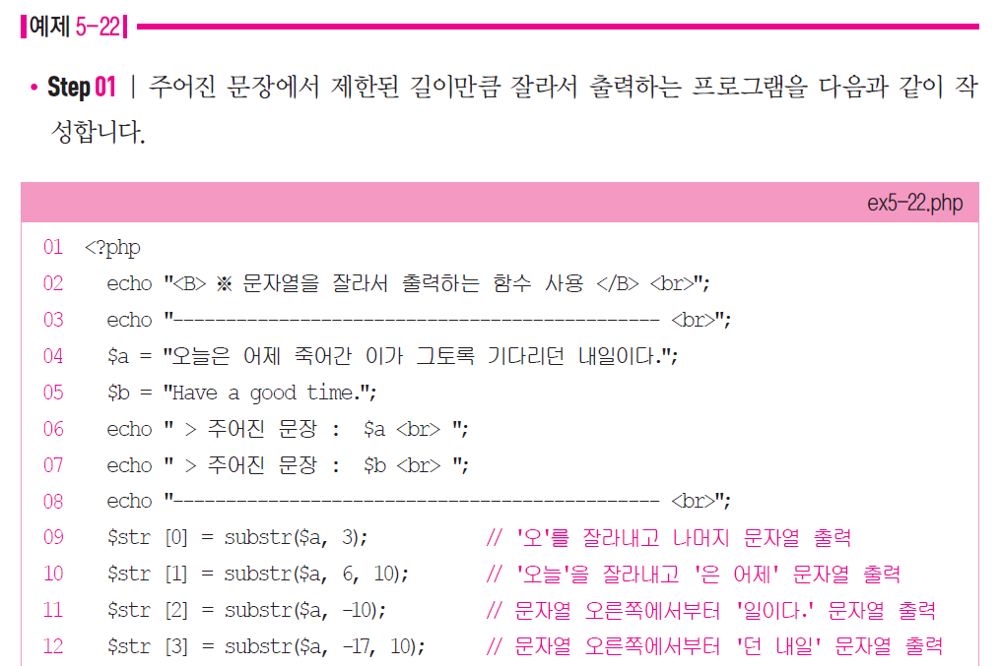 예제 5-22
• Step 01 | 주어진 문장에서 제한된 길이만큼 잘라서 출력하는 프로그램을 다음과 같이 작
성합니다.
ex5-22.php
01 <?php
02 echo "<B> ※ 문자열을 잘라서 출력하는 함수 사용 </B> <br>";
03 echo "---------------------------------------------- <br>";
04 $a = "오늘은 어제 죽어간 이가 그토록 기다리던 내일이다.";
05 $b = "Have a good time.";
06 echo " > 주어진 문장 :  $a <br> ";
07 echo " > 주어진 문장 :  $b <br> ";
08 echo "---------------------------------------------- <br>";
09 $str [0] = substr($a, 3); // '오'를 잘라내고 나머지 문자열 출력
10 $str [1] = substr($a, 6, 10); // '오늘'을 잘라내고 '은 어제' 문자열 출력
11 $str [2] = substr($a, -10); // 문자열 오른쪽에서부터 '일이다.' 문자열 출력
12 $str [3] = substr($a, -17, 10); // 문자열 오른쪽에서부터 '던 내일' 문자열 출력